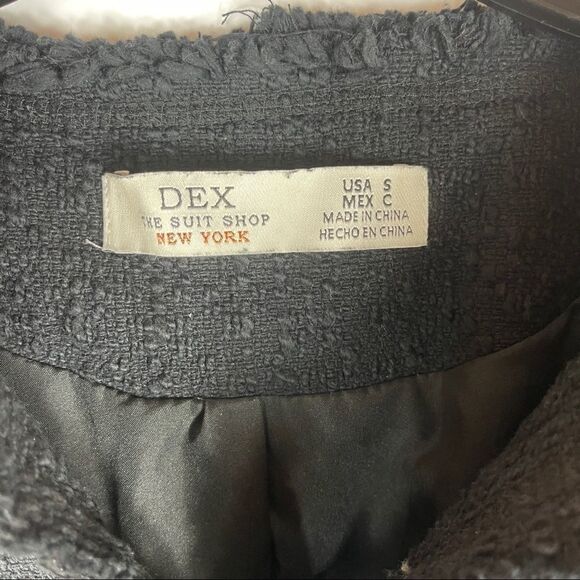 DEX
THE SUIT SHOP
NEW YORK
USA S
MEX C
MADE IN CHINA
HECHO EN CHINA